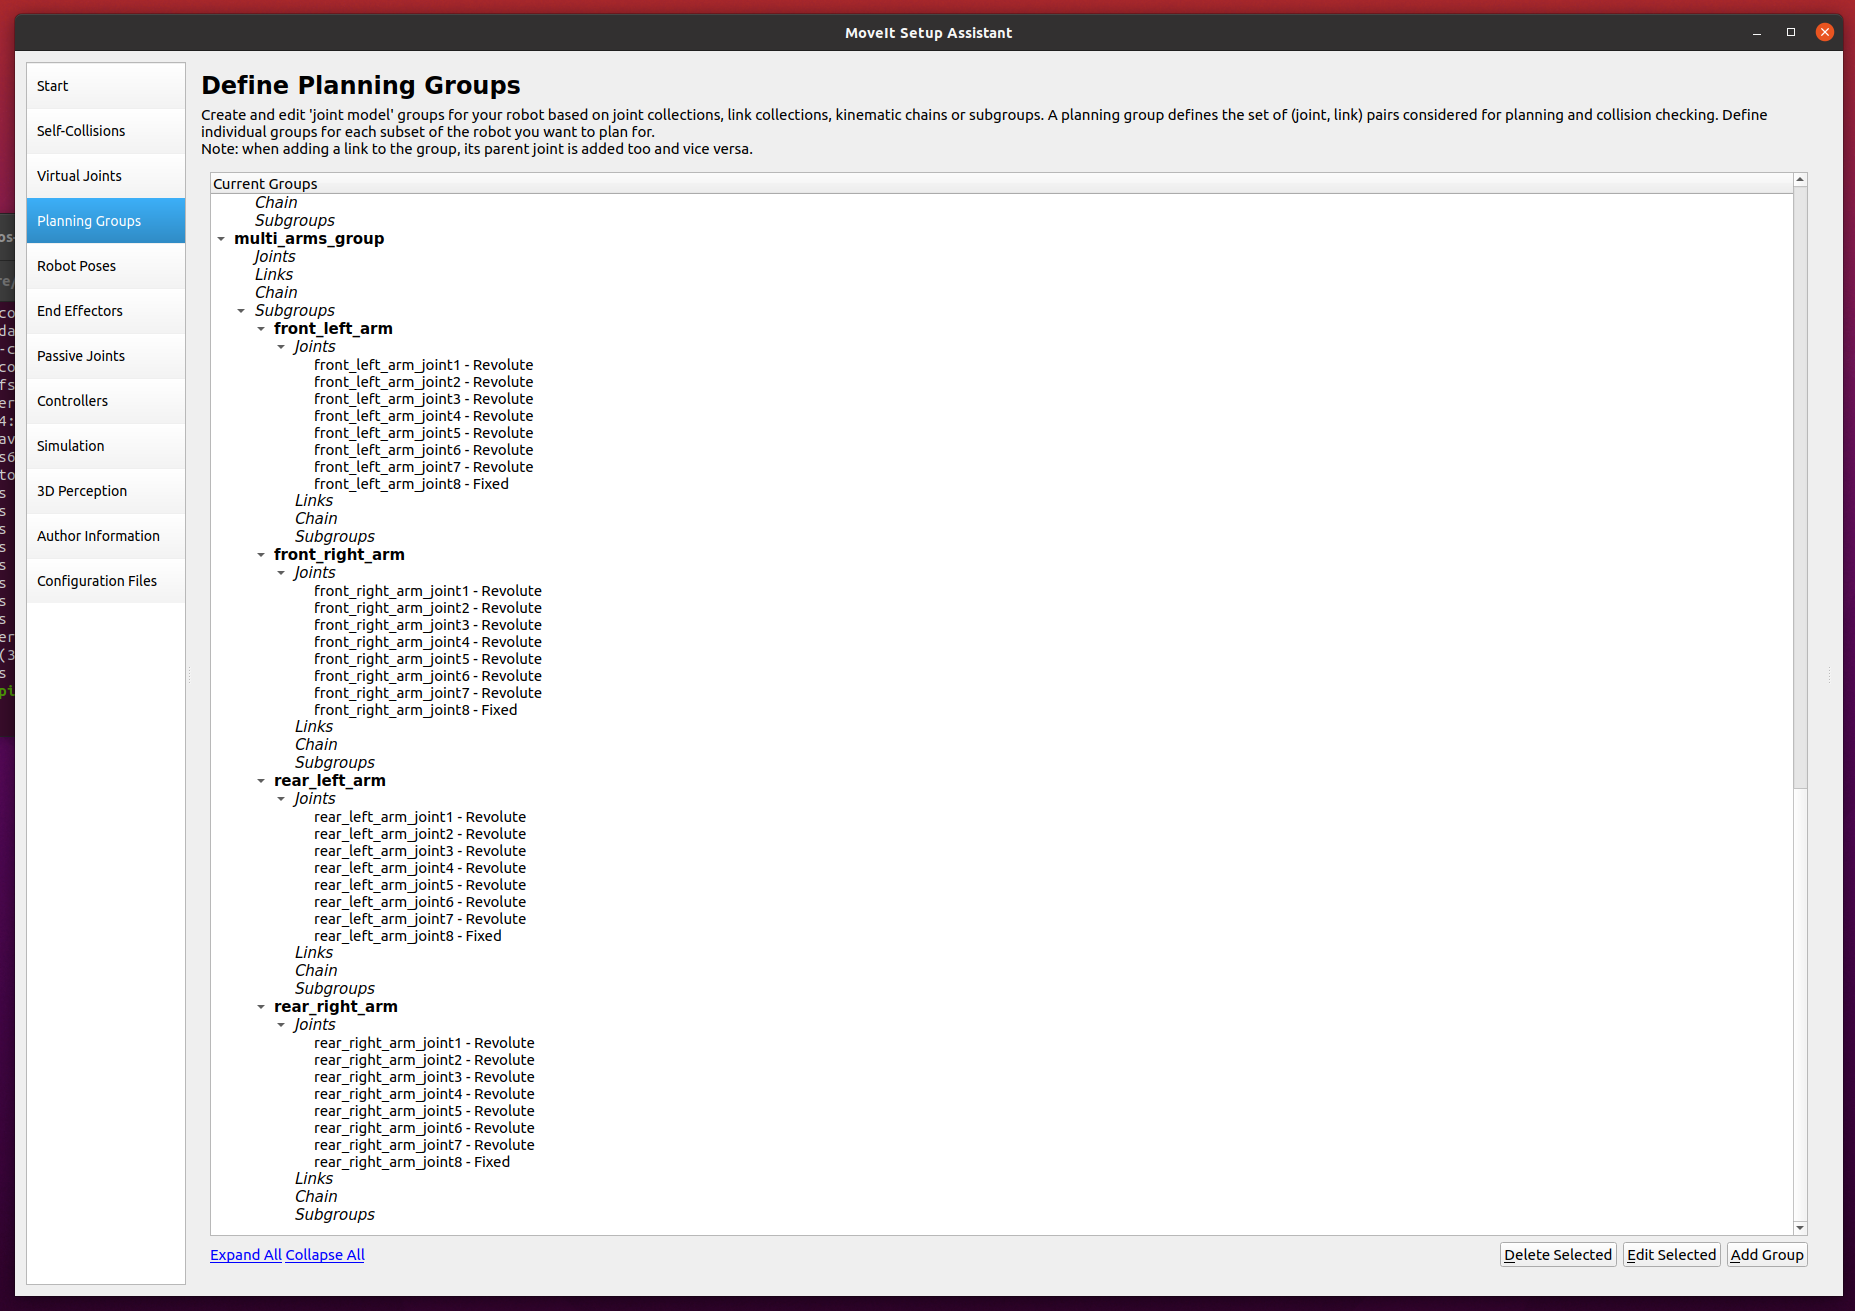 MoveIt Setup Assistant
Start
Self-Collisions
Virtual Joints
Planning Groups
Robot Poses
End Effectors
Passive Joints
Controllers
Simulation
3D Perception
Author Information
Configuration Files
Define Planning Groups
Create and edit 'joint model' groups for your robot based on joint collections, link collections, kinematic chains or subgroups. A planning group defines the set of (joint, link) pairs considered for planning and collision checking. Define
individual groups for each subset of the robot you want to plan for.
Note: when adding a link to the group, its parent joint is added too and vice versa.
Current Groups
Chain
Subgroups
multi_arms_group
Joints
Links
Chain
Subgroups
front_left_arm
Joints
front_left_arm_joint1 - Revolute
front_left_arm_joint2 - Revolute
front_left_arm_joint3 - Revolute
front_left_arm_joint4 - Revolute
front_left_arm_joint5 - Revolute
front_left_arm_joint6 - Revolute
front_left_arm_joint7 - Revolute
front_left_arm_joint8 - Fixed
Links
Chain
Subgroups
front_right_arm
Joints
front_right_arm_joint1 - Revolute
front_right_arm_joint2 - Revolute
front_right_arm_joint3 - Revolute
front_right_arm_joint4 - Revolute
front_right_arm_joint5 - Revolute
front_right_arm_joint6 - Revolute
front_right_arm_joint7 - Revolute
front_right_arm_joint8 - Fixed
Links
Chain
Subgroups
rear_left_arm
Joints
rear_left_arm_joint1 - Revolute
rear_left_arm_joint2 - Revolute
rear_left_arm_joint3 - Revolute
rear_left_arm_joint4 - Revolute
rear_left_arm_joint5 - Revolute
rear_left_arm_joint6 - Revolute
rear_left_arm_joint7 - Revolute
rear_left_arm_joint8 - Fixed
Links
Chain
Subgroups
rear_right_arm
Joints
rear_right_arm_joint1 - Revolute
rear_right_arm_joint2 - Revolute
rear_right_arm_joint3 - Revolute
rear_right_arm_joint4 - Revolute
rear_right_arm_joint5 - Revolute
rear_right_arm_joint6 - Revolute
rear_right_arm_joint7 - Revolute
rear_right_arm_joint8 - Fixed
Links
Chain
Subgroups
Expand All Collapse All
Delete Selected Edit Selected Add Group